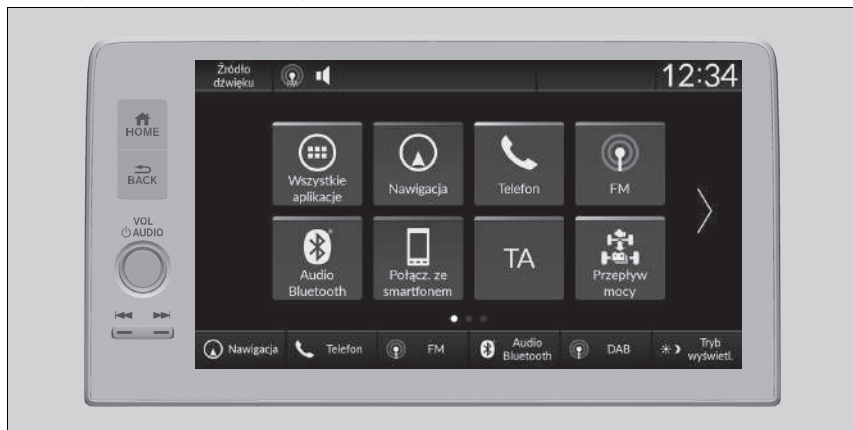 Źródło
dźwięku
12:34
HOME
BACK
VOL
AUDIO
Wszystkie
aplikacje
Nawigacja
Telefon
FM
Audio
Bluetooth
Połącz. ze
smartfonem
TA
Przepływ
mocy
Nawigacja
Telefon
FM
Audio
Bluetooth
DAB
Tryb
wyświetl.